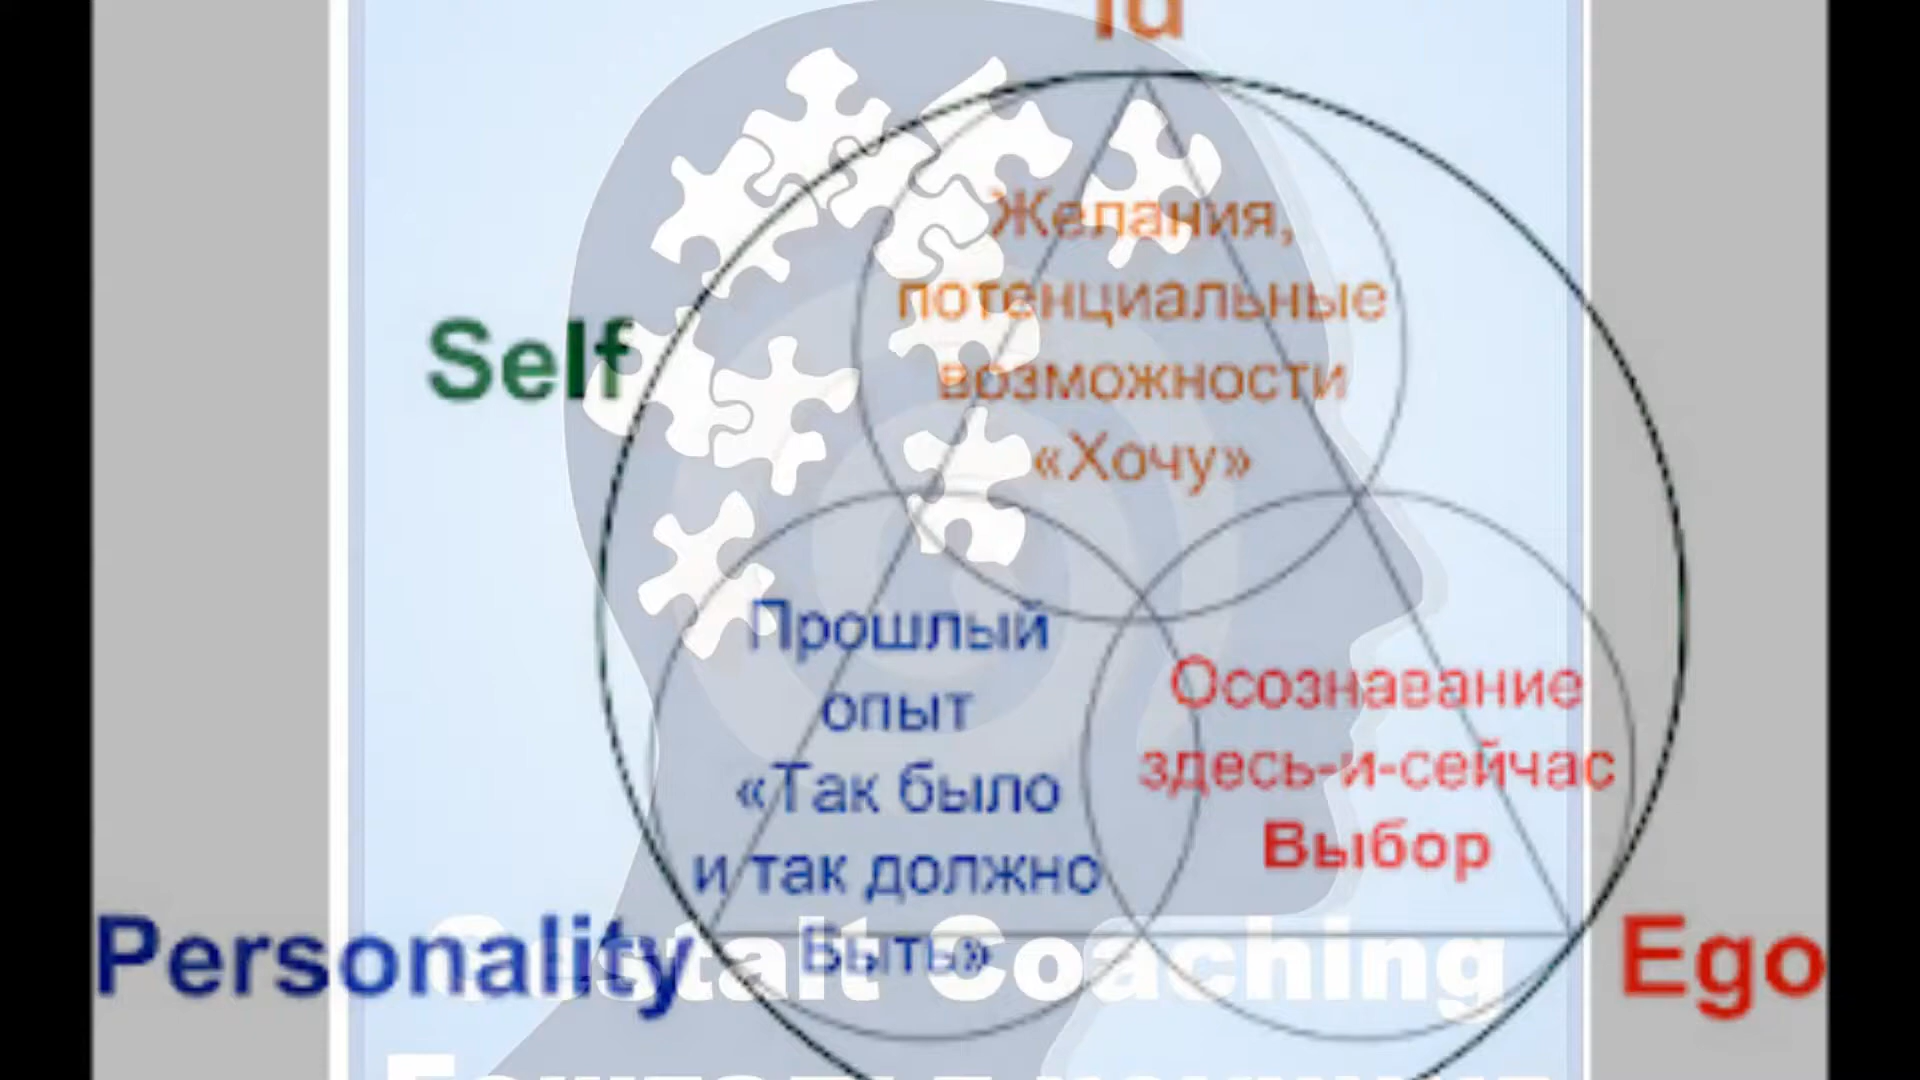 Id
Желания,
потенциальные
возможности
«Хочу»
Self
Прошлый
опыт
«Так было
и так должно
Быть»
Осознавание
здесь-и-сейчас
Выбор
Personality
Ego
Gestalt Coaching